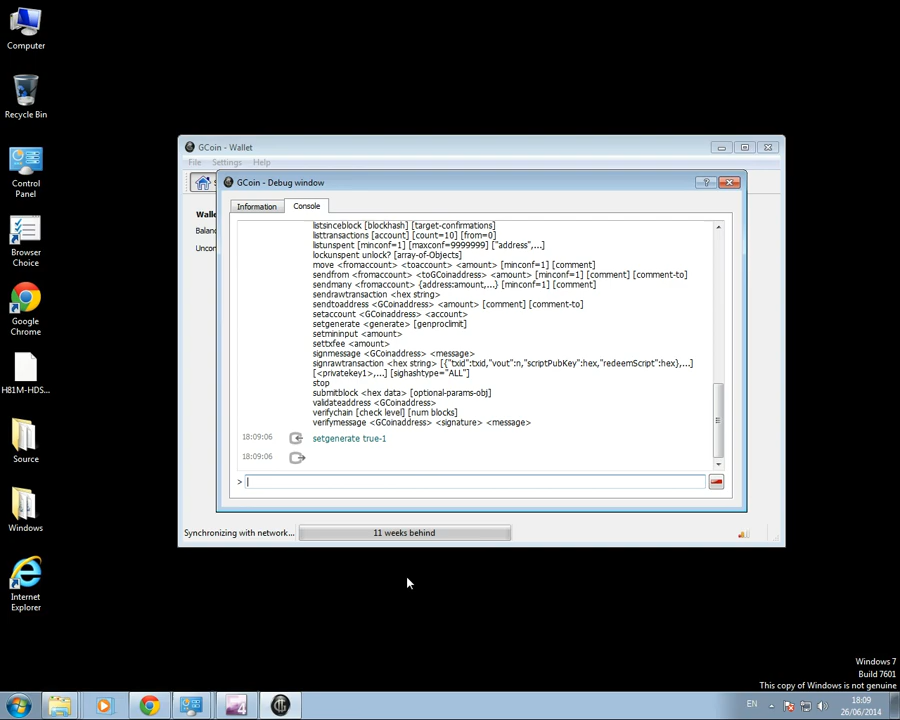 Computer
Recycle Bin
Control
Panel
Browser
Choice
Google
Chrome
H81M-HDS...
Source
Windows
Internet
Explorer
GCoin - Wallet
File Settings Help
GCoin - Debug window
Information Console
listsinceblock [blockhash] [target-confirmations]
listtransactions [account] [count=10] [from=0]
listunspent [minconf=1] [maxconf=9999999] ["address",...]
lockunspent unlock? [array-of-Objects]
move <fromaccount> <toaccount> <amount> [minconf=1] [comment]
sendfrom <fromaccount> <toGCoinaddress> <amount> [minconf=1] [comment] [comment-to]
sendmany <fromaccount> {address:amount,...} [minconf=1] [comment]
sendrawtransaction <hex string>
sendtoaddress <GCoinaddress> <amount> [comment] [comment-to]
setaccount <GCoinaddress> <account>
setgenerate <generate> [genproclimit]
setmininput <amount>
settxfee <amount>
signmessage <GCoinaddress> <message>
signrawtransaction <hex string> [{"txid":txid,"vout":n,"scriptPubKey":hex,"redeemScript":hex},...]
[<privatekey1>,...] [sighashtype="ALL"]
stop
submitblock <hex data> [optional-params-obj]
validateaddress <GCoinaddress>
verifychain [check level] [num blocks]
verifymessage <GCoinaddress> <signature> <message>
18:09:06 setgenerate true-1
18:09:06
>
Synchronizing with network... 11 weeks behind
Windows 7
Build 7601
This copy of Windows is not genuine
EN 18:09
26/06/2014